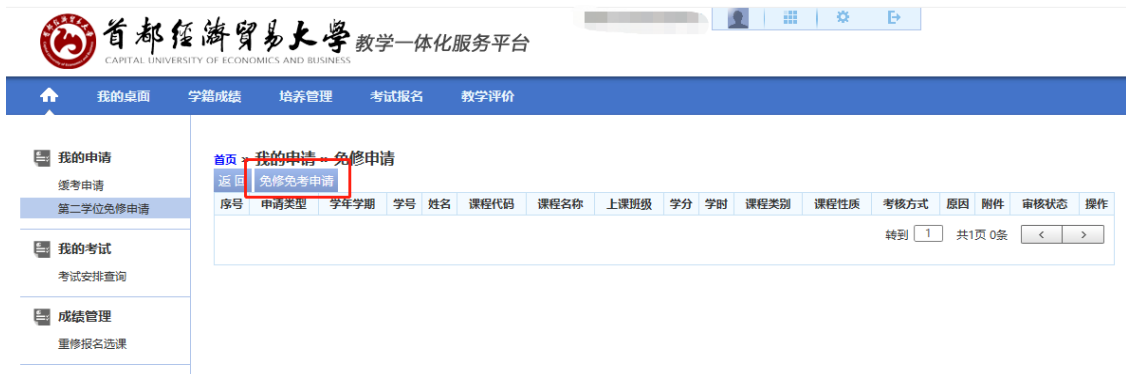 首都经济贸易大学 教学一体化服务平台
CAPITAL UNIVERSITY OF ECONOMICS AND BUSINESS
我的桌面 学籍成绩 培养管理 考试报名 教学评价
我的申请
缓考申请
第二学位免修申请
我的考试
考试安排查询
成绩管理
重修报名选课
首页 » 我的申请 » 免修申请
返 回 免修免考申请
序号 申请类型 学年学期 学号 姓名 课程代码 课程名称 上课班级 学分 学时 课程类别 课程性质 考核方式 原因 附件 审核状态 操作
转到 1 共1页 0条 < >